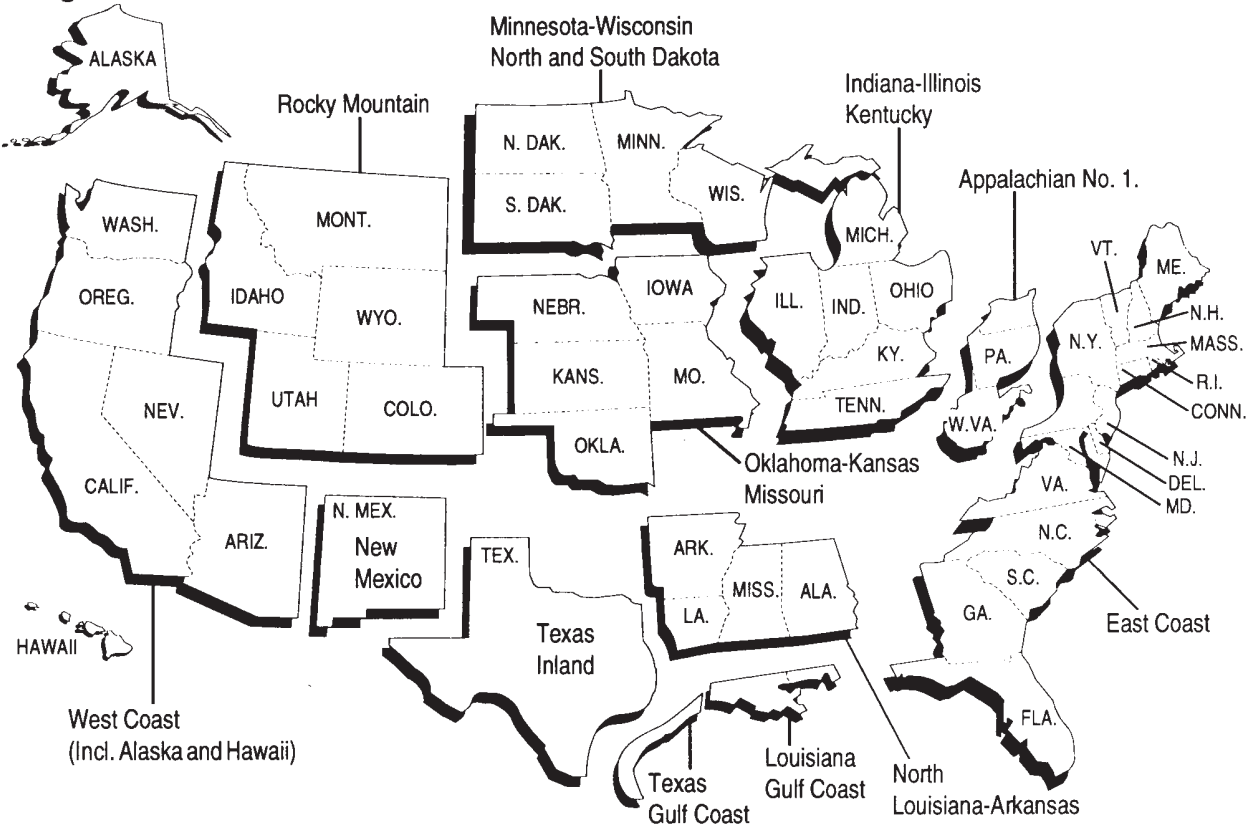 ALASKA
Minnesota-Wisconsin
North and South Dakota
Rocky Mountain
Indiana-Illinois
Kentucky
Appalachian No. 1.
N. DAK.
MINN.
S. DAK.
WIS.
WASH.
MONT.
MICH.
VT.
ME.
OREG.
IDAHO
WYO.
NEBR.
IOWA
ILL.
IND.
OHIO
N.H.
N.Y.
MASS.
PA.
KY.
KANS.
MO.
R.I.
NEV.
UTAH
COLO.
TENN.
CONN.
W.VA.
OKLA.
Oklahoma-Kansas
Missouri
N.J.
DEL.
MD.
CALIF.
VA.
N. MEX.
New
Mexico
ARIZ.
TEX.
ARK.
N.C.
MISS.
ALA.
S.C.
LA.
GA.
East Coast
HAWAII
Texas
Inland
FLA.
West Coast
(Incl. Alaska and Hawaii)
Texas
Gulf Coast
Louisiana
Gulf Coast
North
Louisiana-Arkansas